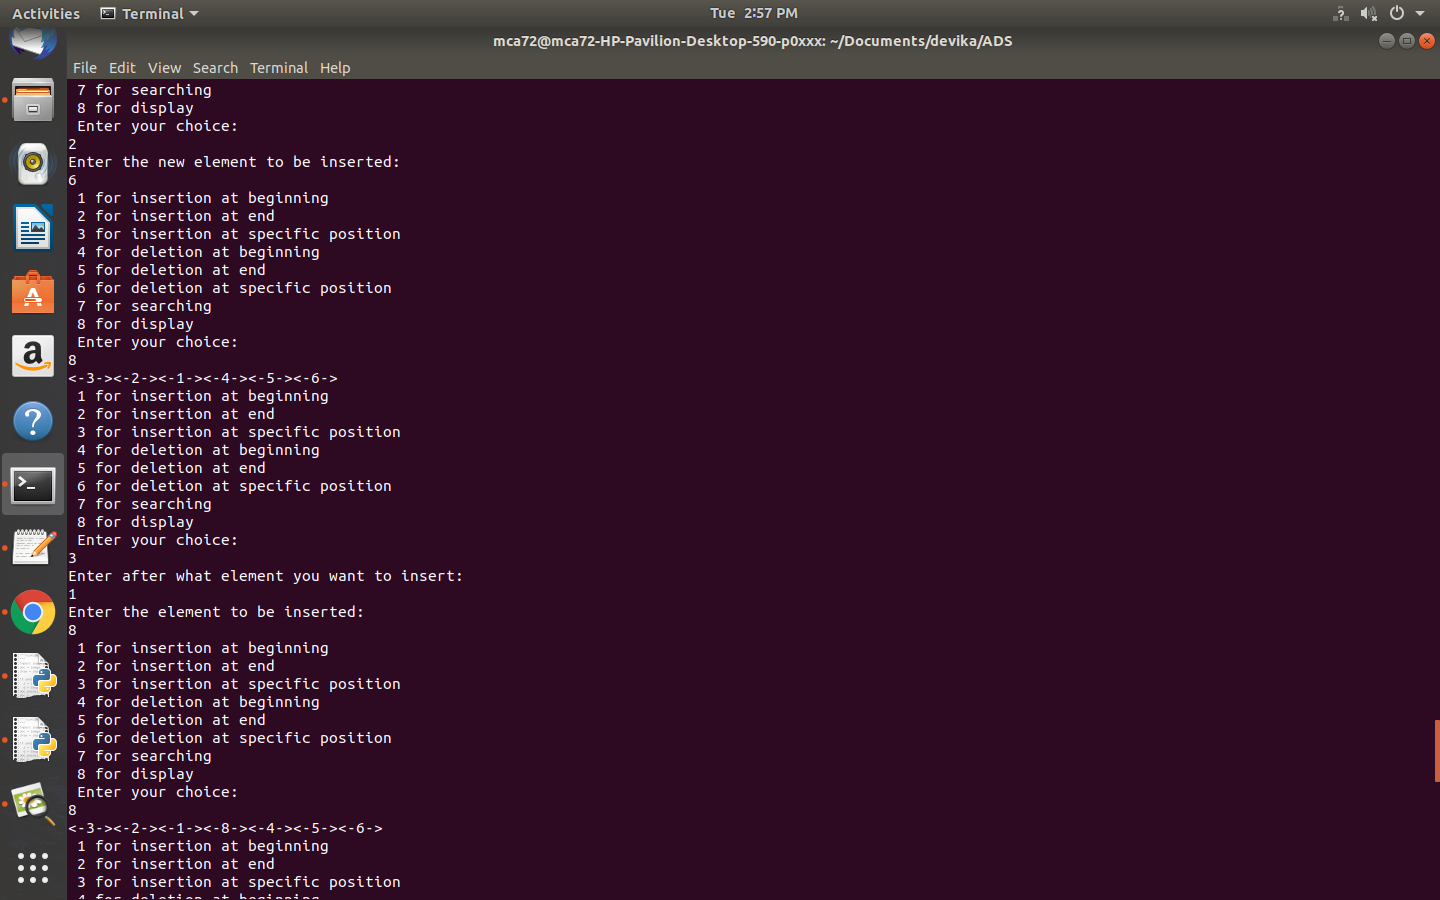 Activities Terminal Tue 2:57 PM
mca72@mca72-HP-Pavilion-Desktop-590-p0xxx: ~/Documents/devika/ADS
File Edit View Search Terminal Help
7 for searching
8 for display
Enter your choice:
2
Enter the new element to be inserted:
6
1 for insertion at beginning
2 for insertion at end
3 for insertion at specific position
4 for deletion at beginning
5 for deletion at end
6 for deletion at specific position
7 for searching
8 for display
Enter your choice:
8
<-3-><-2-><-1-><-4-><-5-><-6->
1 for insertion at beginning
2 for insertion at end
3 for insertion at specific position
4 for deletion at beginning
5 for deletion at end
6 for deletion at specific position
7 for searching
8 for display
Enter your choice:
3
Enter after what element you want to insert:
1
Enter the element to be inserted:
8
1 for insertion at beginning
2 for insertion at end
3 for insertion at specific position
4 for deletion at beginning
5 for deletion at end
6 for deletion at specific position
7 for searching
8 for display
Enter your choice:
8
<-3-><-2-><-1-><-8-><-4-><-5-><-6->
1 for insertion at beginning
2 for insertion at end
3 for insertion at specific position
4 for deletion at beginning